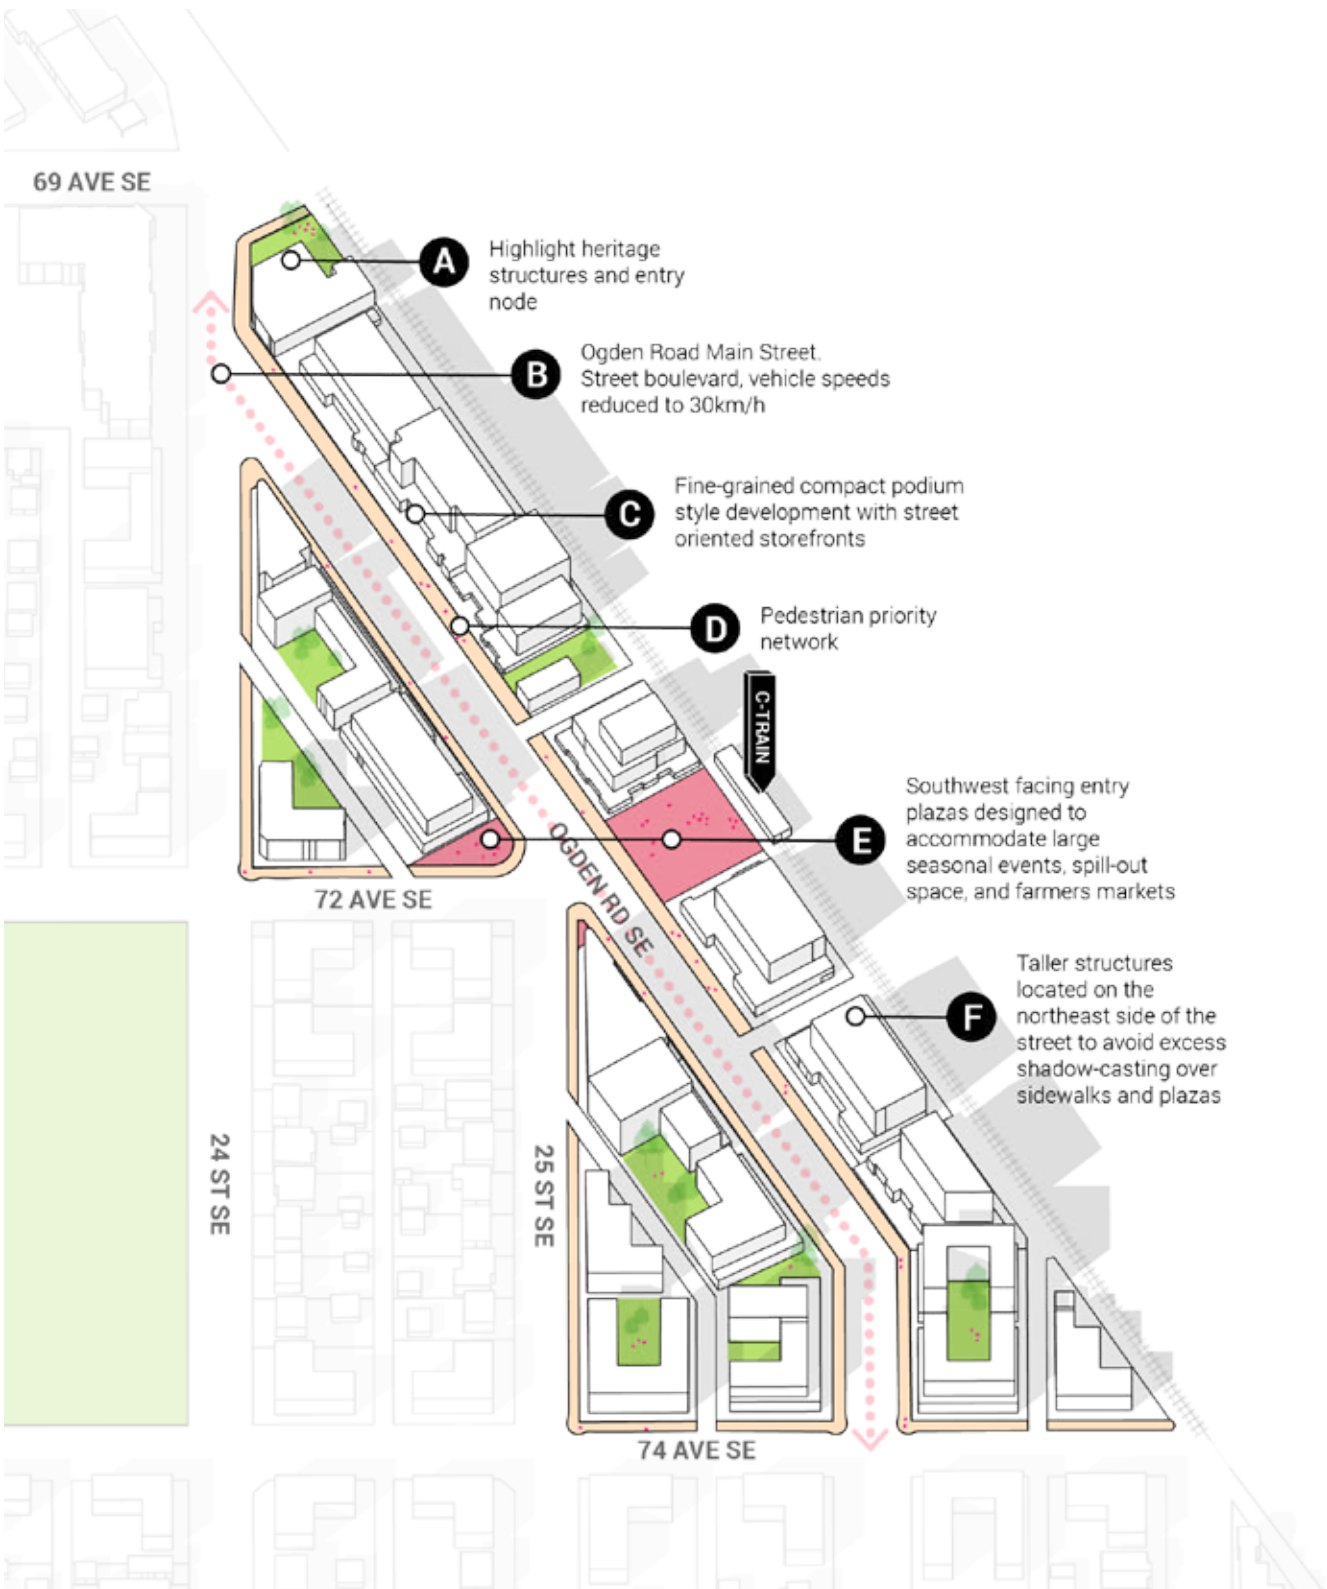 69 AVE SE
A
Highlight heritage
structures and entry
node
B
Ogden Road Main Street.
Street boulevard, vehicle speeds
reduced to 30km/h
C
Fine-grained compact podium
style development with street
oriented storefronts
D
Pedestrian priority
network
C-TRAIN
E
Southwest facing entry
plazas designed to
accommodate large
seasonal events, spill-out
space, and farmers markets
OGDEN RD SE
72 AVE SE
F
Taller structures
located on the
northeast side of the
street to avoid excess
shadow-casting over
sidewalks and plazas
24 ST SE
25 ST SE
74 AVE SE